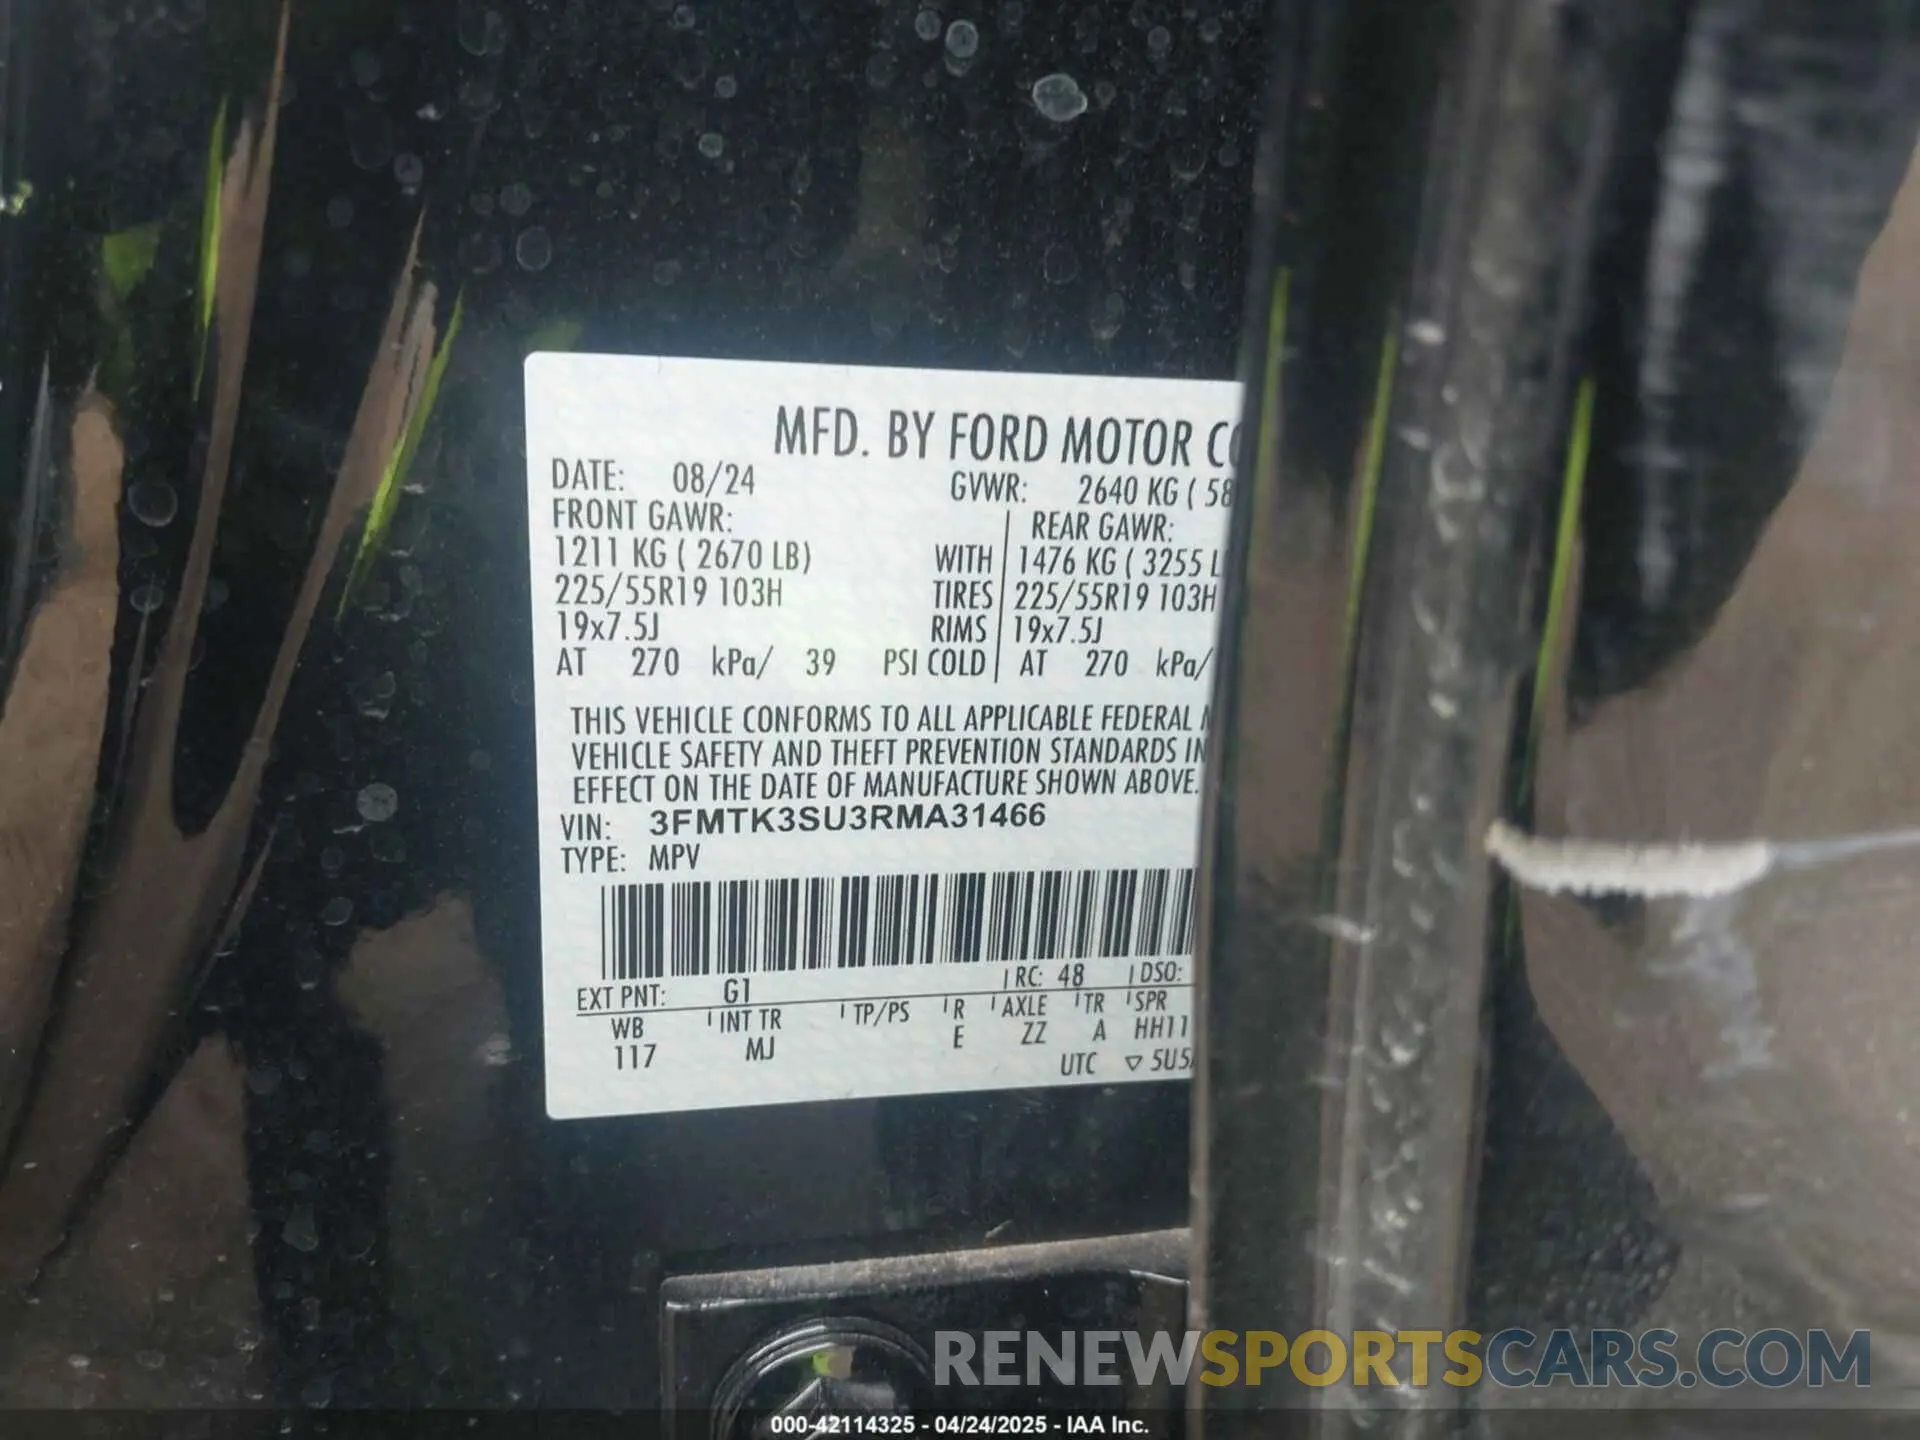 MFD. BY FORD MOTOR
DATE: 08/24 GVWR: 2640 KG ( 58
FRONT GAWR: REAR GAWR:
1211 KG ( 2670 LB) WITH 1476 KG ( 3255 L
225/55R19 103H TIRES 225/55R19 103H
19x7.5J RIMS 19x7.5J
AT 270 kPa/ 39 PSI COLD AT 270 kPa/
THIS VEHICLE CONFORMS TO ALL APPLICABLE FEDERAL
VEHICLE SAFETY AND THEFT PREVENTION STANDARDS IN
EFFECT ON THE DATE OF MANUFACTURE SHOWN ABOVE.
VIN: 3FMTK3SU3RMA31466
TYPE: MPV
EXT PNT: G1 RC: 48 DSO:
WB INT TR TP/PS R AXLE TR SPR
117 MJ E ZZ A HH11
UTC ▽ 5U5
RENEWSPORTSCARS.COM
000-42114325 - 04/24/2025 - IAA Inc.